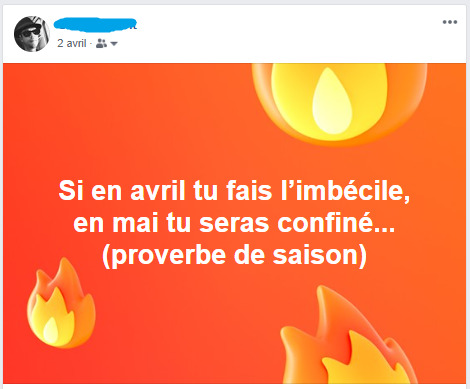 2 avril ·
Si en avril tu fais l’imbécile,
en mai tu seras confiné...
(proverbe de saison)